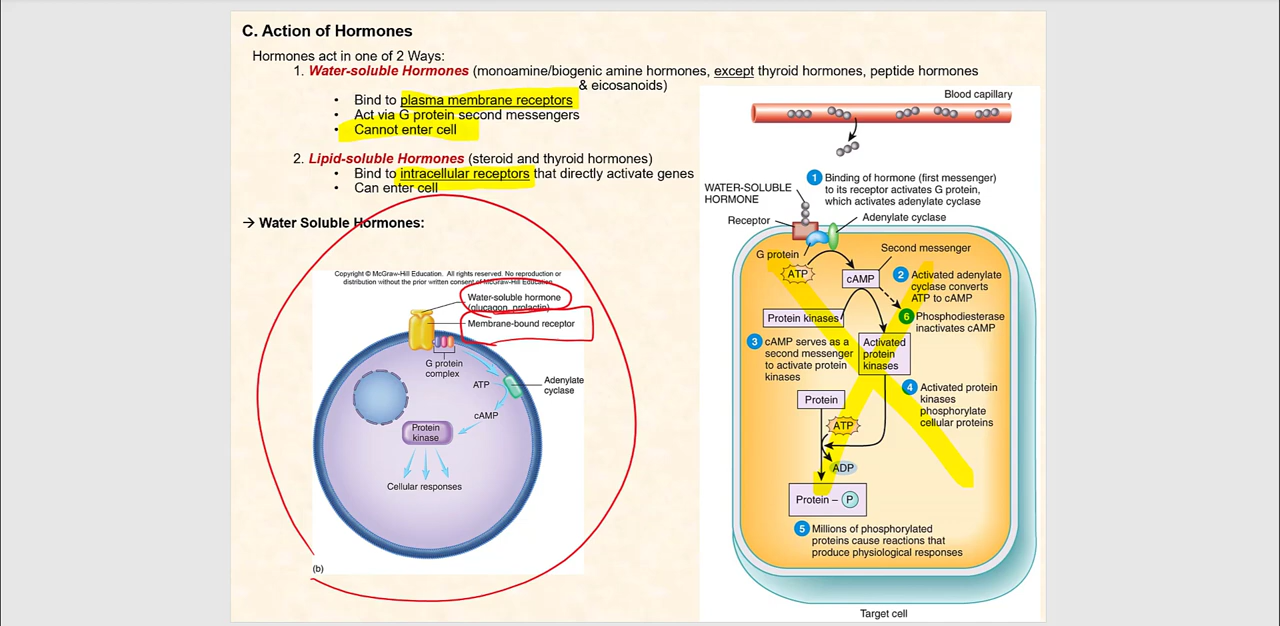 C. Action of Hormones
Hormones act in one of 2 Ways:
1. Water-soluble Hormones (monoamine/biogenic amine hormones, except thyroid hormones, peptide hormones
& eicosanoids)
• Bind to plasma membrane receptors
• Act via G protein second messengers
• Cannot enter cell
2. Lipid-soluble Hormones (steroid and thyroid hormones)
• Bind to intracellular receptors that directly activate genes
• Can enter cell
→ Water Soluble Hormones:
Copyright © McGraw-Hill Education. All rights reserved. No reproduction or
distribution without the prior written consent of McGraw-Hill Education.
Water-soluble hormone
(glucagon, prolactin)
Membrane-bound receptor
G protein
complex
ATP
Adenylate
cyclase
cAMP
Protein
kinase
Cellular responses
(b)
Blood capillary
1 Binding of hormone (first messenger)
to its receptor activates G protein,
which activates adenylate cyclase
WATER-SOLUBLE
HORMONE
Receptor
Adenylate cyclase
G protein
Second messenger
ATP
cAMP
2 Activated adenylate
cyclase converts
ATP to cAMP
Protein kinases
6 Phosphodiesterase
inactivates cAMP
3 cAMP serves as a
second messenger
to activate protein
kinases
Activated
protein
kinases
4 Activated protein
kinases
phosphorylate
cellular proteins
Protein
ATP
ADP
Protein – P
5 Millions of phosphorylated
proteins cause reactions that
produce physiological responses
Target cell